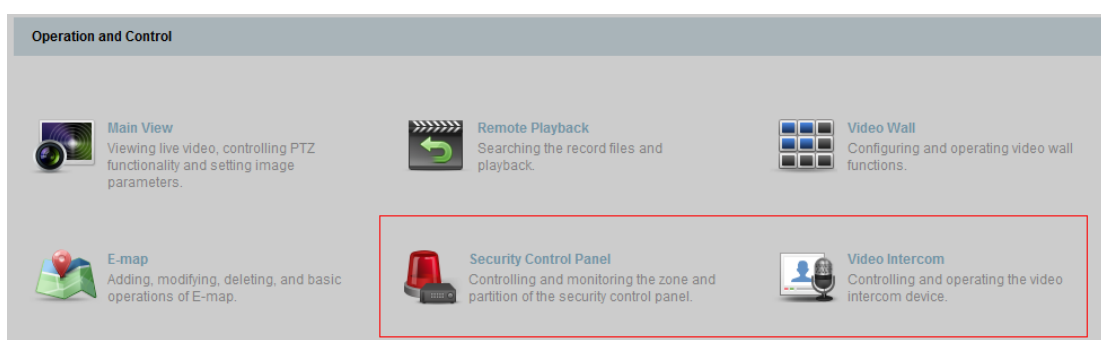 Operation and Control
Main View
Viewing live video, controlling PTZ
functionality and setting image
parameters.
Remote Playback
Searching the record files and
playback.
Video Wall
Configuring and operating video wall
functions.
E-map
Adding, modifying, deleting, and basic
operations of E-map.
Security Control Panel
Controlling and monitoring the zone and
partition of the security control panel.
Video Intercom
Controlling and operating the video
intercom device.